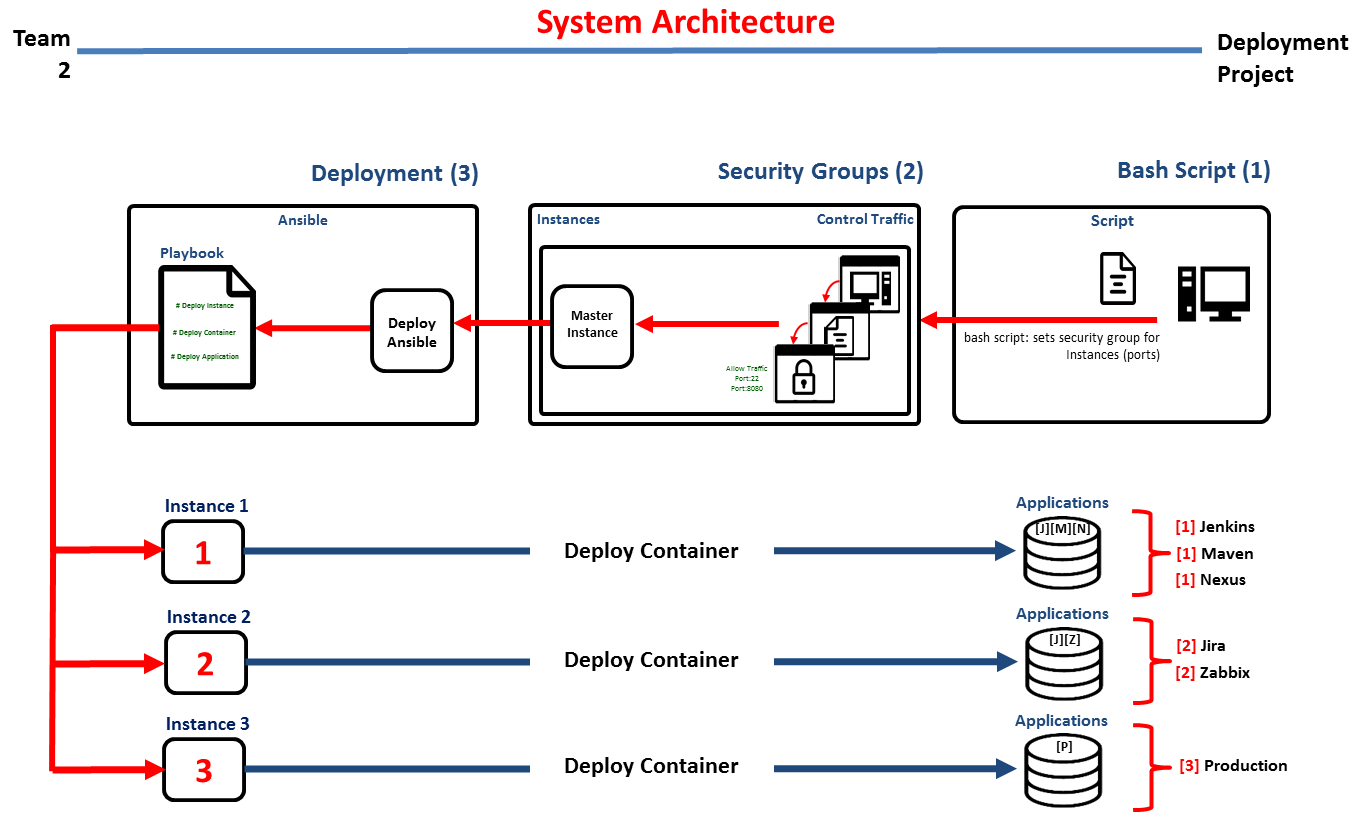 System Architecture
Team
2
Deployment
Project
Deployment (3)
Security Groups (2)
Bash Script (1)
Ansible
Playbook
# Deploy Instance
# Deploy Container
# Deploy Application
Deploy
Ansible
Instances
Control Traffic
Master
Instance
Allow Traffic
Port:22
Port:8080
Script
bash script: sets security group for
Instances (ports)
Instance 1
1
Deploy Container
Applications
[J][M][N]
[1] Jenkins
[1] Maven
[1] Nexus
Instance 2
2
Deploy Container
Applications
[J][Z]
[2] Jira
[2] Zabbix
Instance 3
3
Deploy Container
Applications
[P]
[3] Production